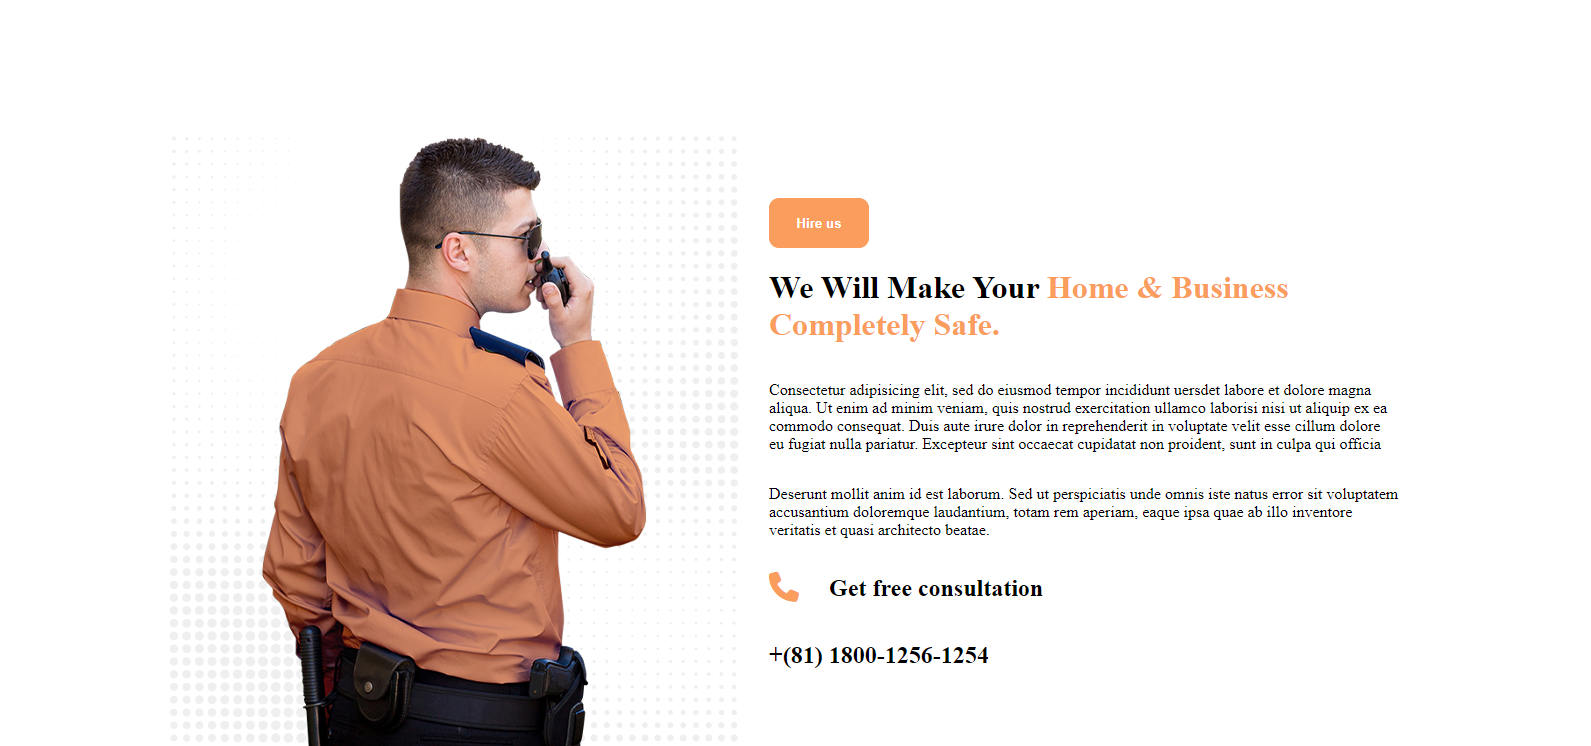 Hire us
We Will Make Your Home & Business
Completely Safe.
Consectetur adipisicing elit, sed do eiusmod tempor incididunt uersdet labore et dolore magna
aliqua. Ut enim ad minim veniam, quis nostrud exercitation ullamco laborisi nisi ut aliquip ex ea
commodo consequat. Duis aute irure dolor in reprehenderit in voluptate velit esse cillum dolore
eu fugiat nulla pariatur. Excepteur sint occaecat cupidatat non proident, sunt in culpa qui officia
Deserunt mollit anim id est laborum. Sed ut perspiciatis unde omnis iste natus error sit voluptatem
accusantium doloremque laudantium, totam rem aperiam, eaque ipsa quae ab illo inventore
veritatis et quasi architecto beatae.
Get free consultation
+(81) 1800-1256-1254